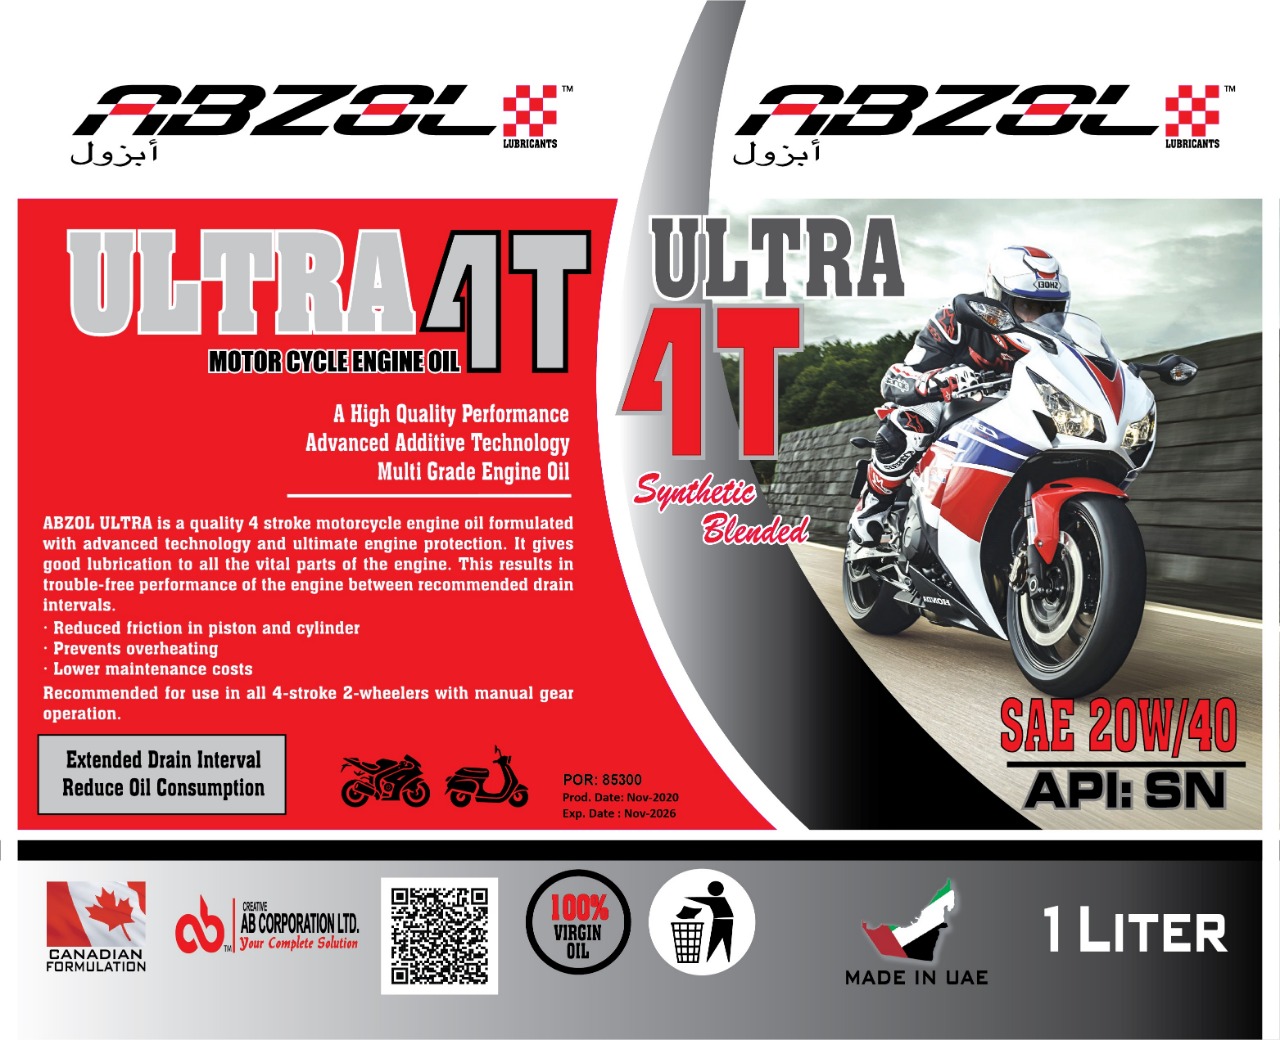 ABZOL™
LUBRICANTS
أبزول
ULTRA 4T
MOTOR CYCLE ENGINE OIL
A High Quality Performance
Advanced Additive Technology
Multi Grade Engine Oil
ABZOL ULTRA is a quality 4 stroke motorcycle engine oil formulated
with advanced technology and ultimate engine protection. It gives
good lubrication to all the vital parts of the engine. This results in
trouble-free performance of the engine between recommended drain
intervals.
· Reduced friction in piston and cylinder
· Prevents overheating
· Lower maintenance costs
Recommended for use in all 4-stroke 2-wheelers with manual gear
operation.
Extended Drain Interval
Reduce Oil Consumption
POR: 85300
Prod. Date: Nov-2020
Exp. Date : Nov-2026
ABZOL™
LUBRICANTS
أبزول
ULTRA
4T
Synthetic
Blended
SHOEI
HONDA
SAE 20W/40
API: SN
CANADIAN
FORMULATION
ab™
CREATIVE
AB CORPORATION LTD.
Your Complete Solution
100%
VIRGIN
OIL
MADE IN UAE
1 LITER